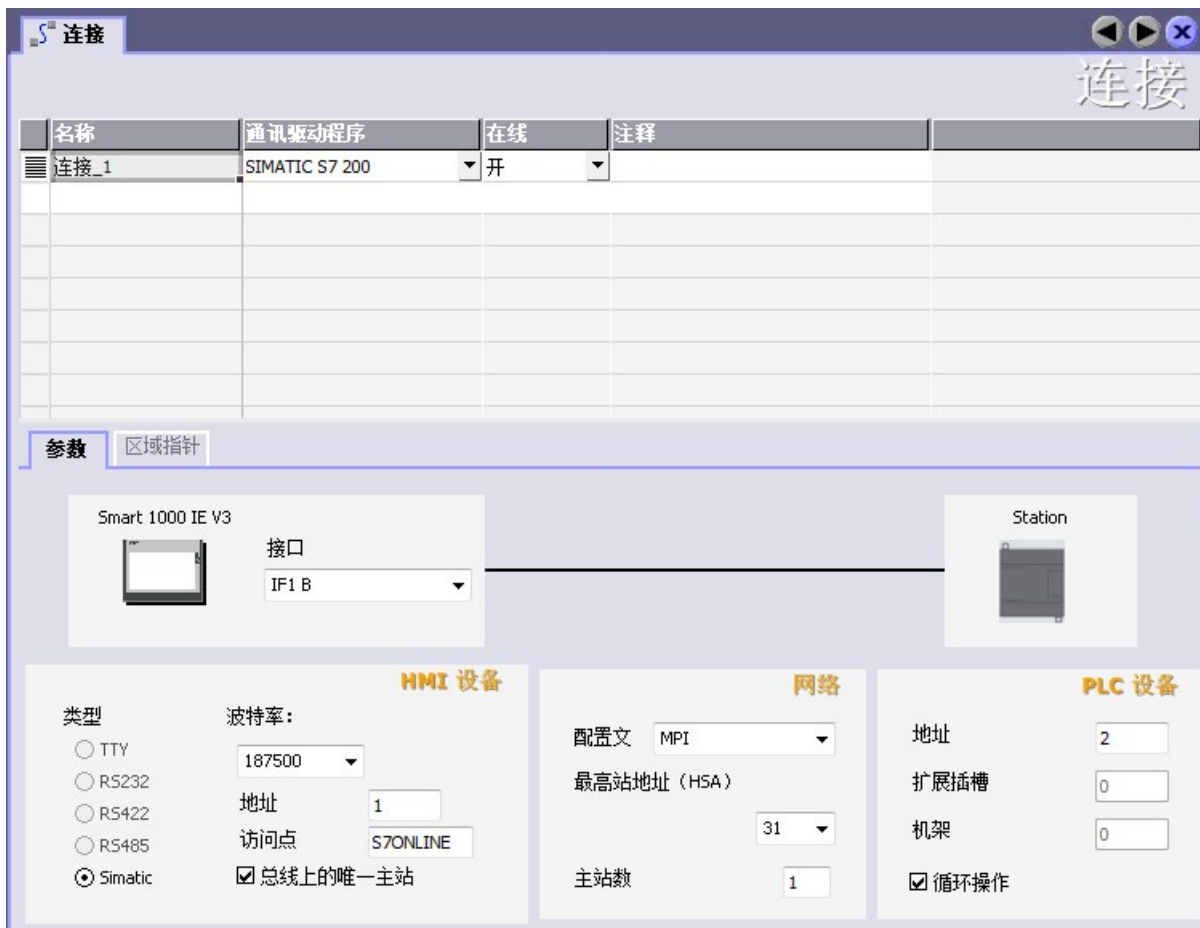 连接
连接
名称 通讯驱动程序 在线 注释
连接_1 SIMATIC S7 200 开
参数 区域指针
Smart 1000 IE V3
接口
IF1 B
Station
HMI 设备
类型 波特率：
TTY
187500
RS232
地址 1
RS422
访问点 S7ONLINE
RS485
Simatic 总线上的唯一主站
网络
配置文 MPI
最高站地址（HSA）
31
主站数 1
PLC 设备
地址 2
扩展插槽 0
机架 0
循环操作